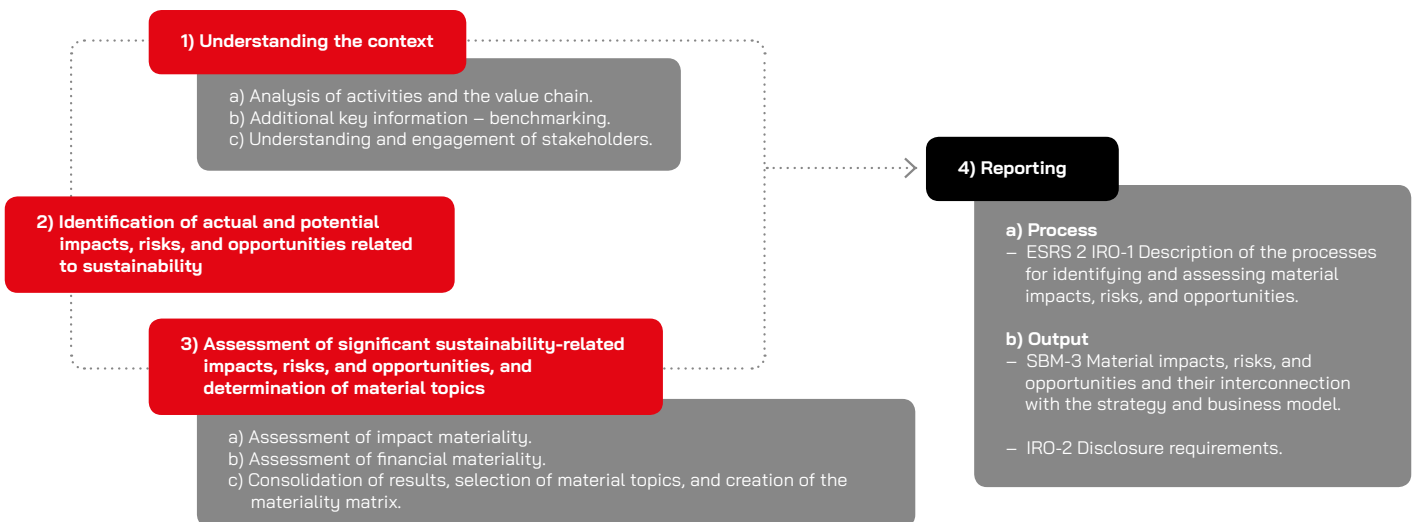 1) Understanding the context
a) Analysis of activities and the value chain.
b) Additional key information – benchmarking.
c) Understanding and engagement of stakeholders.
2) Identification of actual and potential
impacts, risks, and opportunities related
to sustainability
3) Assessment of significant sustainability-related
impacts, risks, and opportunities, and
determination of material topics
a) Assessment of impact materiality.
b) Assessment of financial materiality.
c) Consolidation of results, selection of material topics, and creation of the
materiality matrix.
4) Reporting
a) Process
– ESRS 2 IRO-1 Description of the processes
for identifying and assessing material
impacts, risks, and opportunities.
b) Output
– SBM-3 Material impacts, risks, and
opportunities and their interconnection
with the strategy and business model.
– IRO-2 Disclosure requirements.